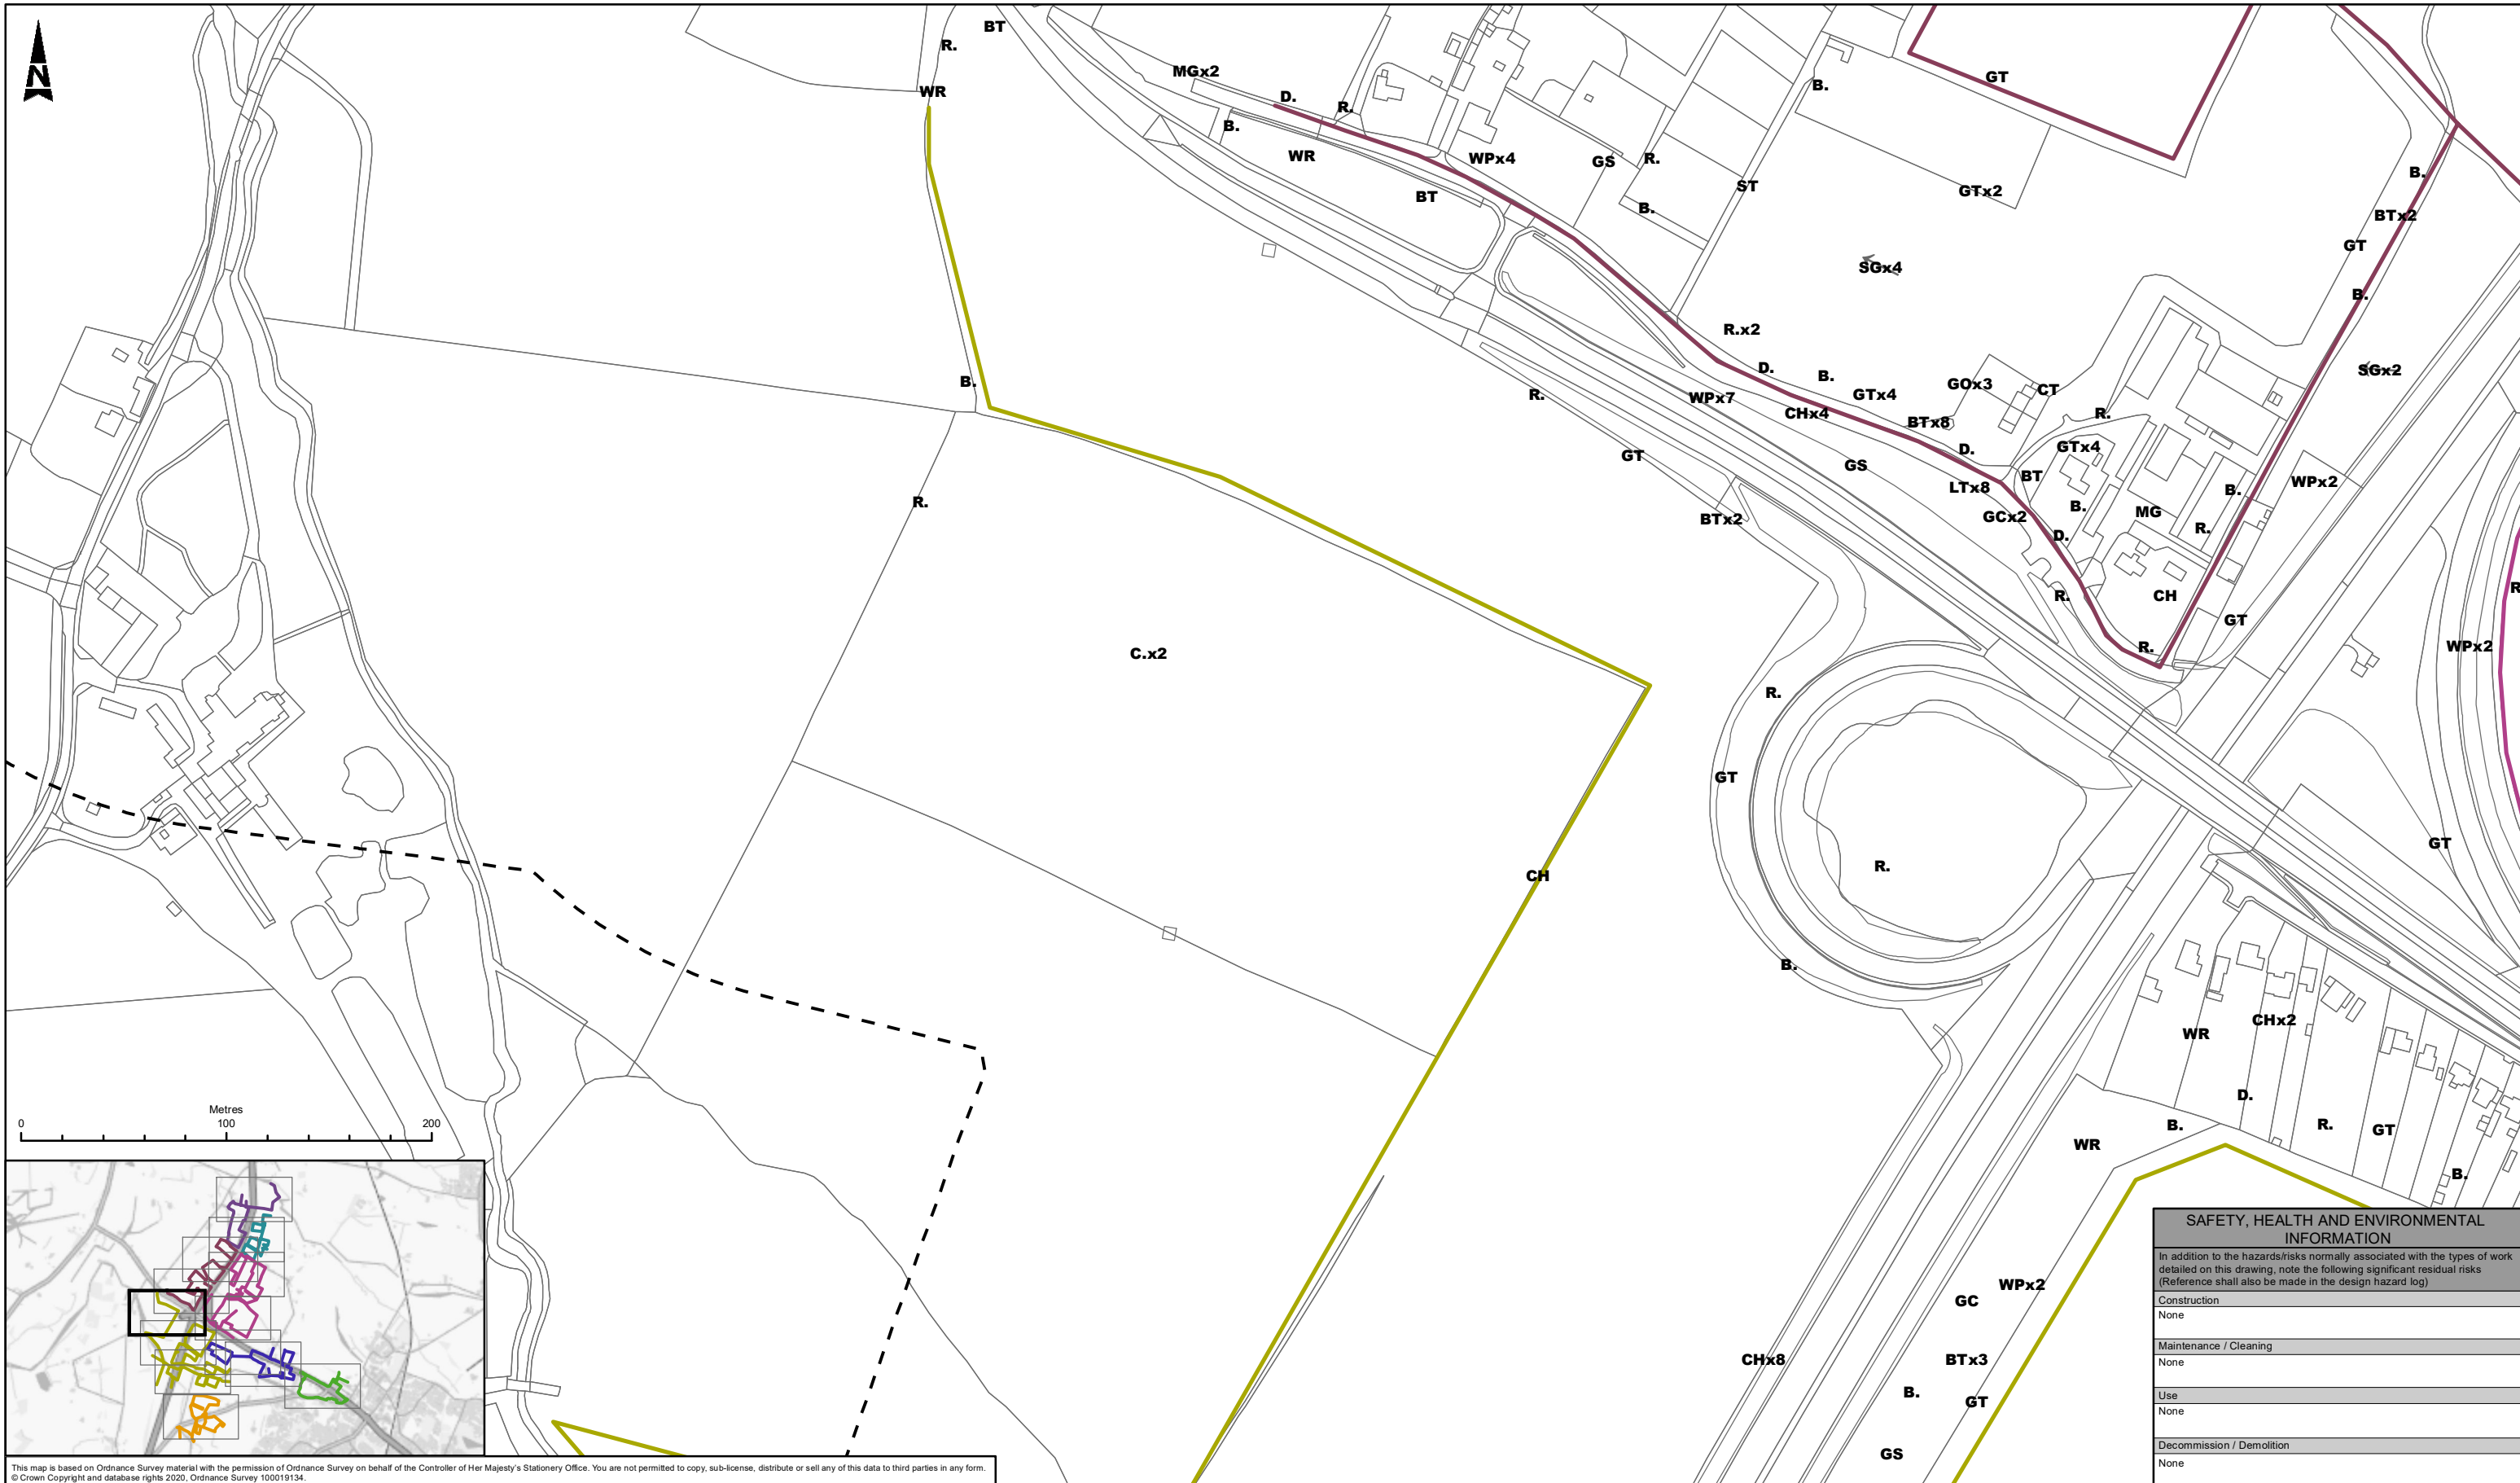 N
BT
R.
WR
MGx2
D.
R.
B.
WR
WPx4
BT
GS
R.
B.
ST
B.
GT
GTx2
SGx4
B.
BTx2
GT
B.
SGx2
B.
R.x2
D.
B.
GTx4
GOx3
CT
R.
WPx7
CHx4
BTx8
D.
GTx4
R.
GT
GS
BT
LTx8
GCx2
B.
D.
MG
B.
R.
WPx2
BTx2
R.
R.
CH
GT
R.
R
WPx2
C.x2
R.
GT
GT
R.
CH
B.
WR
CHx2
D.
B.
R.
GT
WR
B.
Metres
0 100 200
WPx2
GC
CHx8
BTx3
B.
GT
GS
SAFETY, HEALTH AND ENVIRONMENTAL
INFORMATION
In addition to the hazards/risks normally associated with the types of work
detailed on this drawing, note the following significant residual risks
(Reference shall also be made in the design hazard log)
Construction
None
Maintenance / Cleaning
None
Use
None
Decommission / Demolition
None
This map is based on Ordnance Survey material with the permission of Ordnance Survey on behalf of the Controller of Her Majesty's Stationery Office. You are not permitted to copy, sub-license, distribute or sell any of this data to third parties in any form.
© Crown Copyright and database rights 2020, Ordnance Survey 100019134.